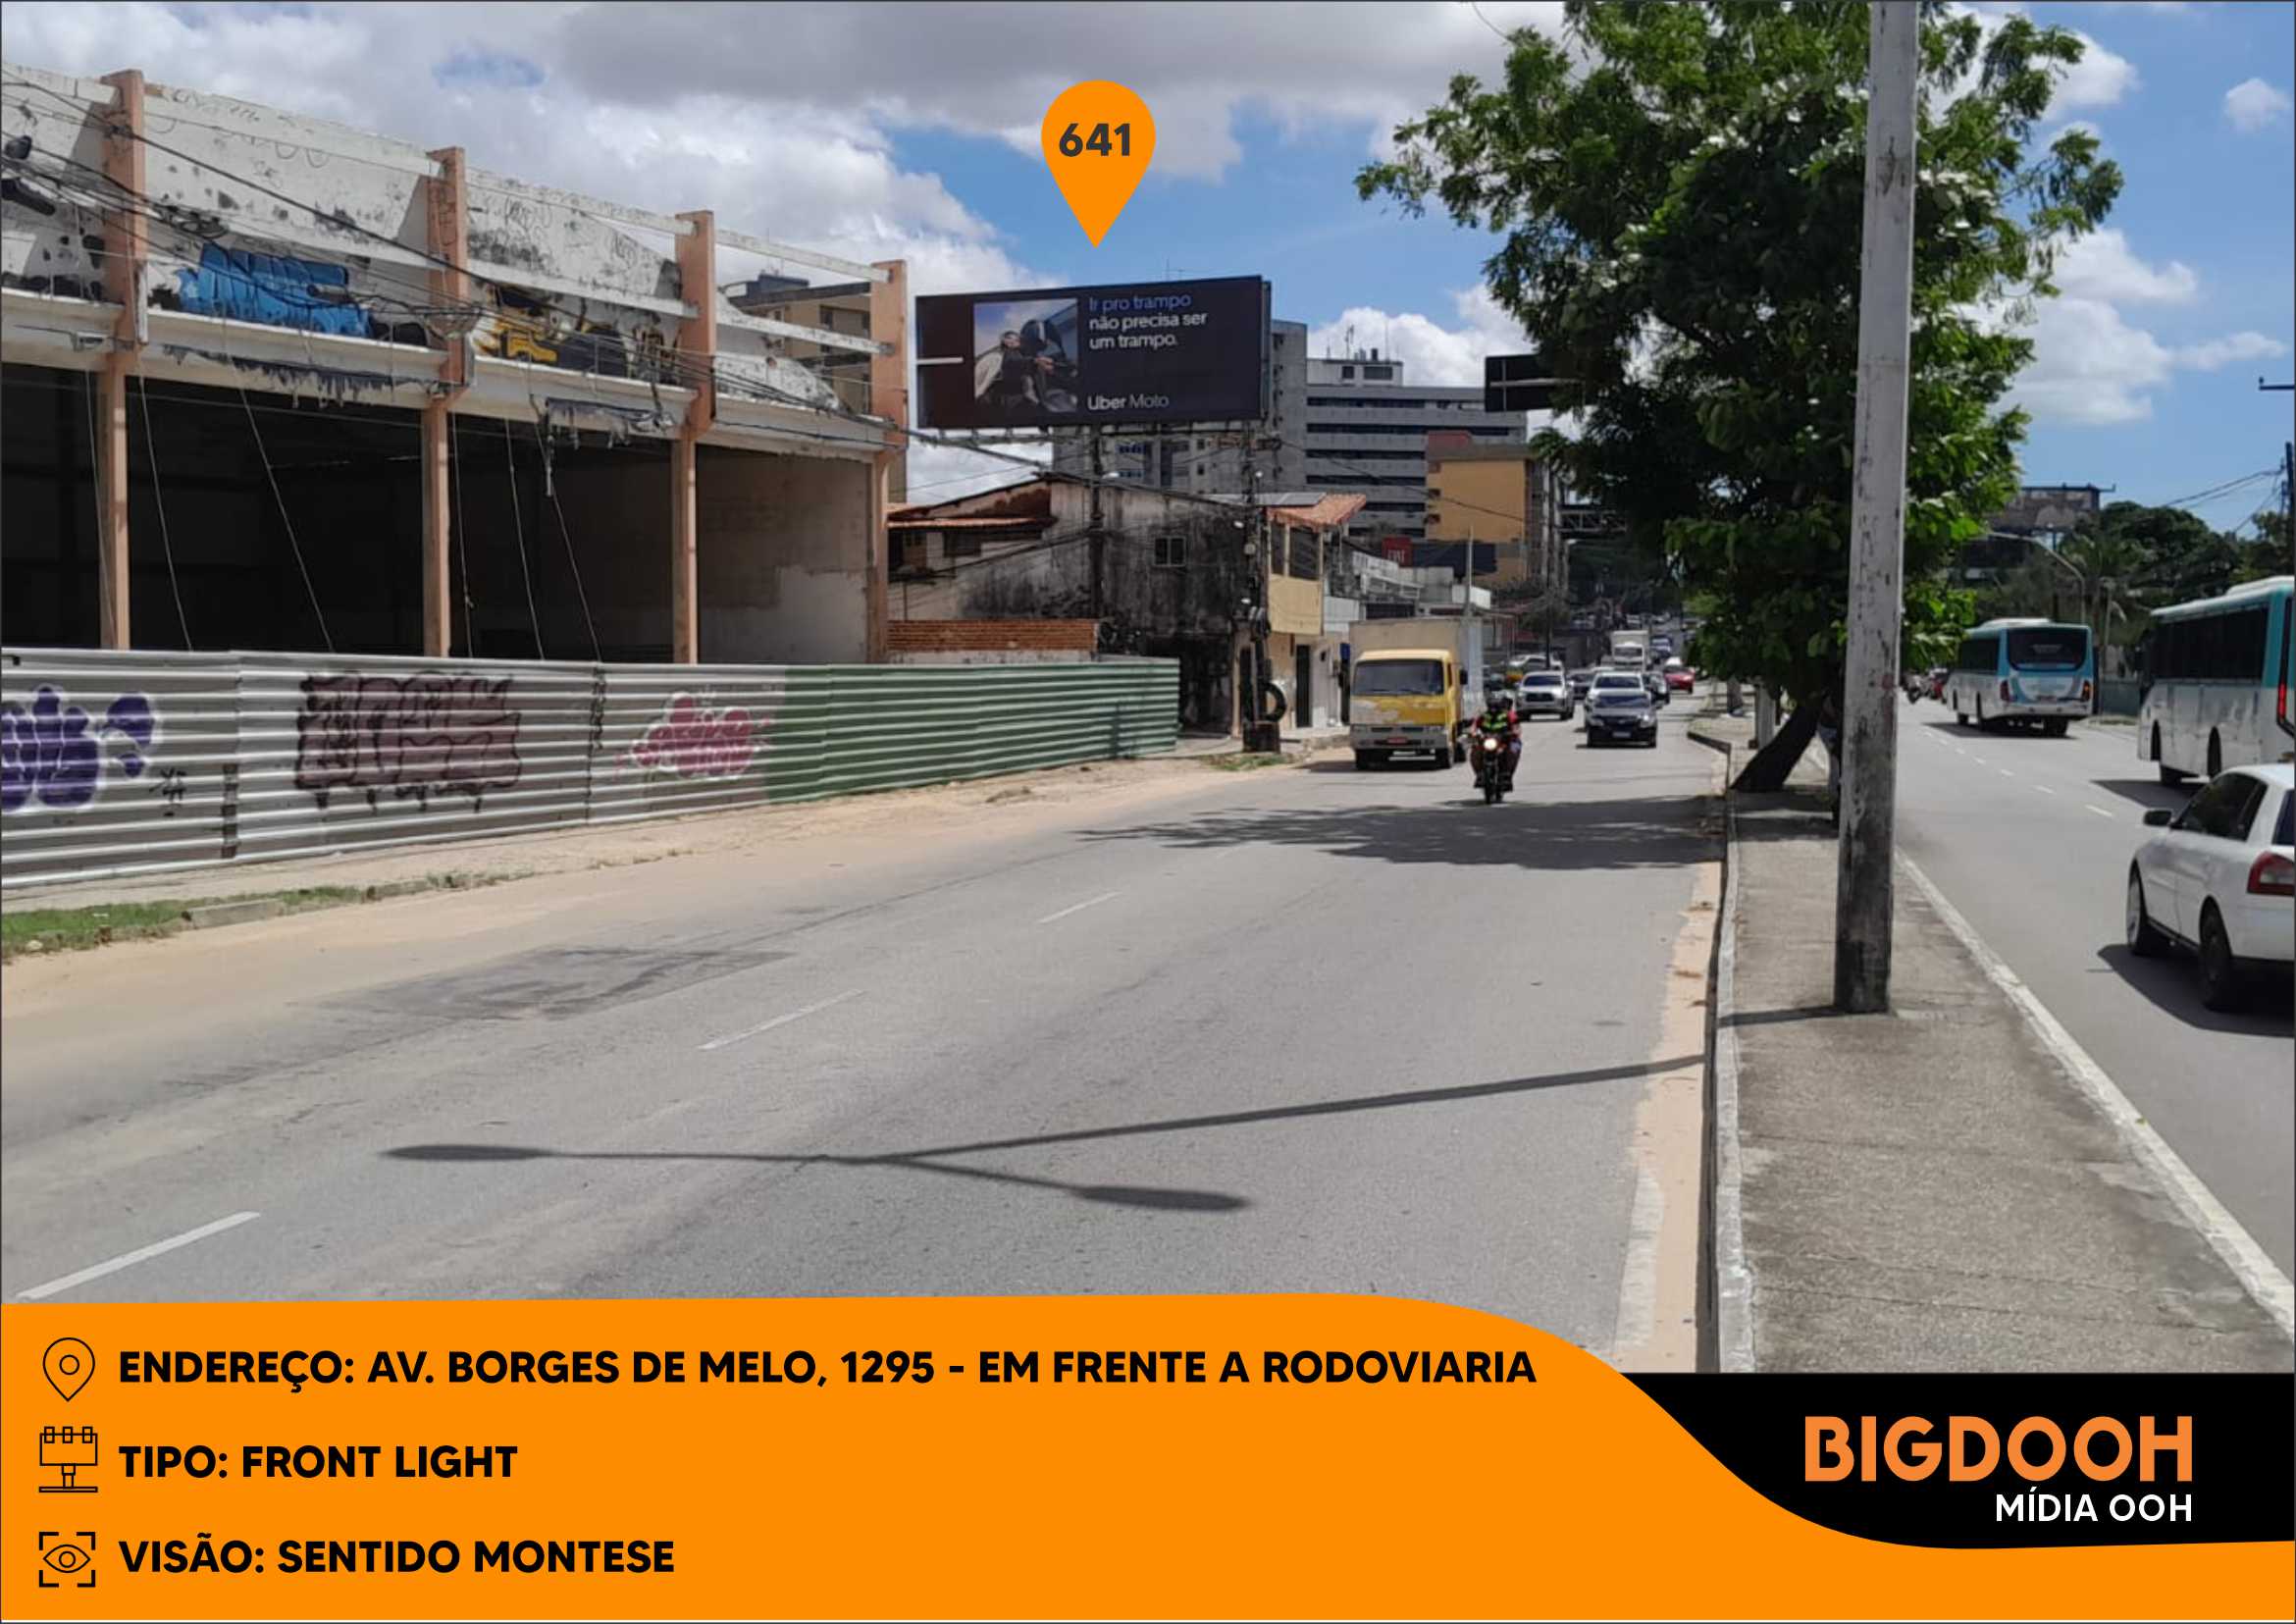 641
Ir pro trampo
não precisa ser
um trampo.
Uber Moto
ENDEREÇO: AV. BORGES DE MELO, 1295 - EM FRENTE A RODOVIARIA
TIPO: FRONT LIGHT
VISÃO: SENTIDO MONTESE
BIGDOOH
MÍDIA OOH